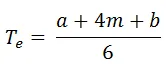 Tₑ = (a + 4m + b) / 6